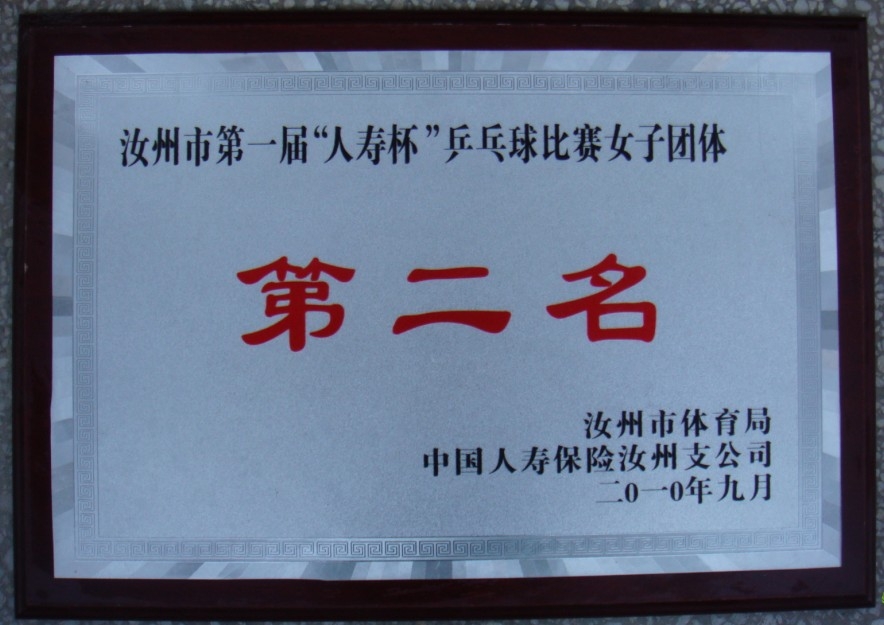 汝州市第一届“人寿杯”乒乓球比赛女子团体
第二名
汝州市体育局
中国人寿保险汝州支公司
二0一0年九月